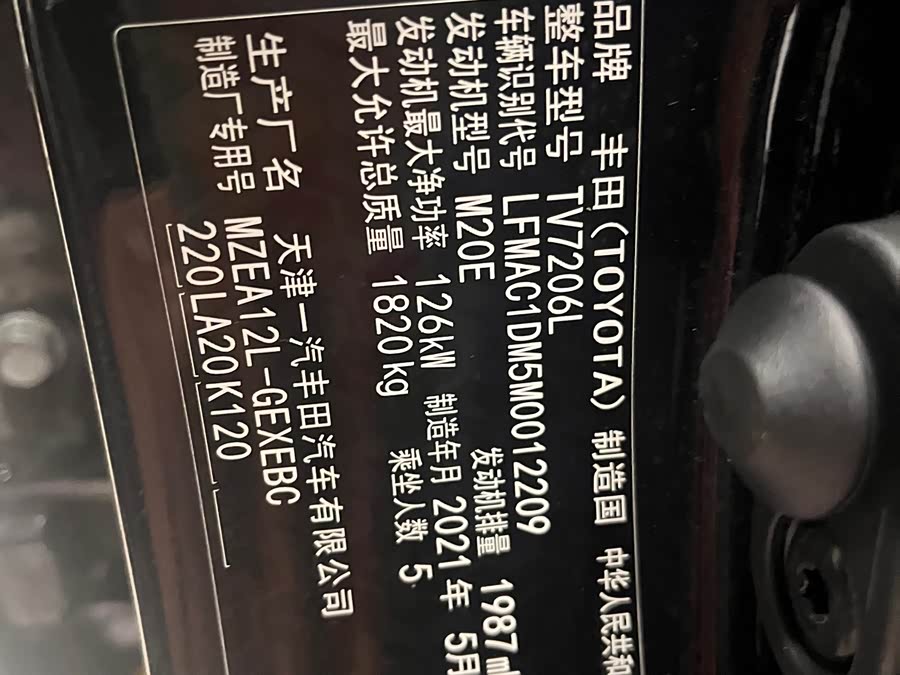 品牌 丰田(TOYOTA) 制造国 中华人民共和
整车型号 TV7206L
车辆识别代号 LFMAC1DM5M0012209
发动机型号 M20E 发动机排量 1987ml
发动机最大净功率 126kW 制造年月 2021年 5月
最大允许总质量 1820kg 乘坐人数 5
生产厂名 天津一汽丰田汽车有限公司
制造厂专用号 MZEA12L-GEXEBC
220LA20K120